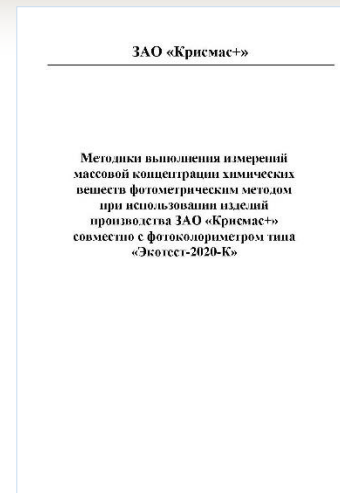 ЗАО «Крисмас+»
Методики выполнения измерений
массовой концентрации химических
веществ фотометрическим методом
при использовании изделий
производства ЗАО «Крисмас+»
совместно с фотоколориметром типа
«Экотест-2020-К»